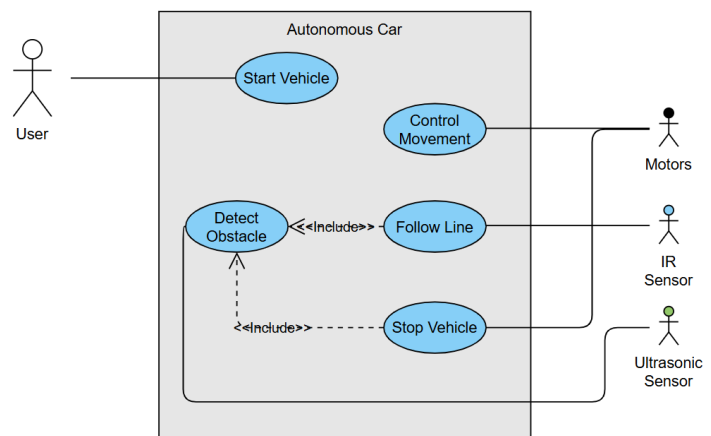 Autonomous Car
User
Start Vehicle
Control
Movement
Motors
Detect
Obstacle
<<Include>>
Follow Line
IR
Sensor
<<Include>>
Stop Vehicle
Ultrasonic
Sensor